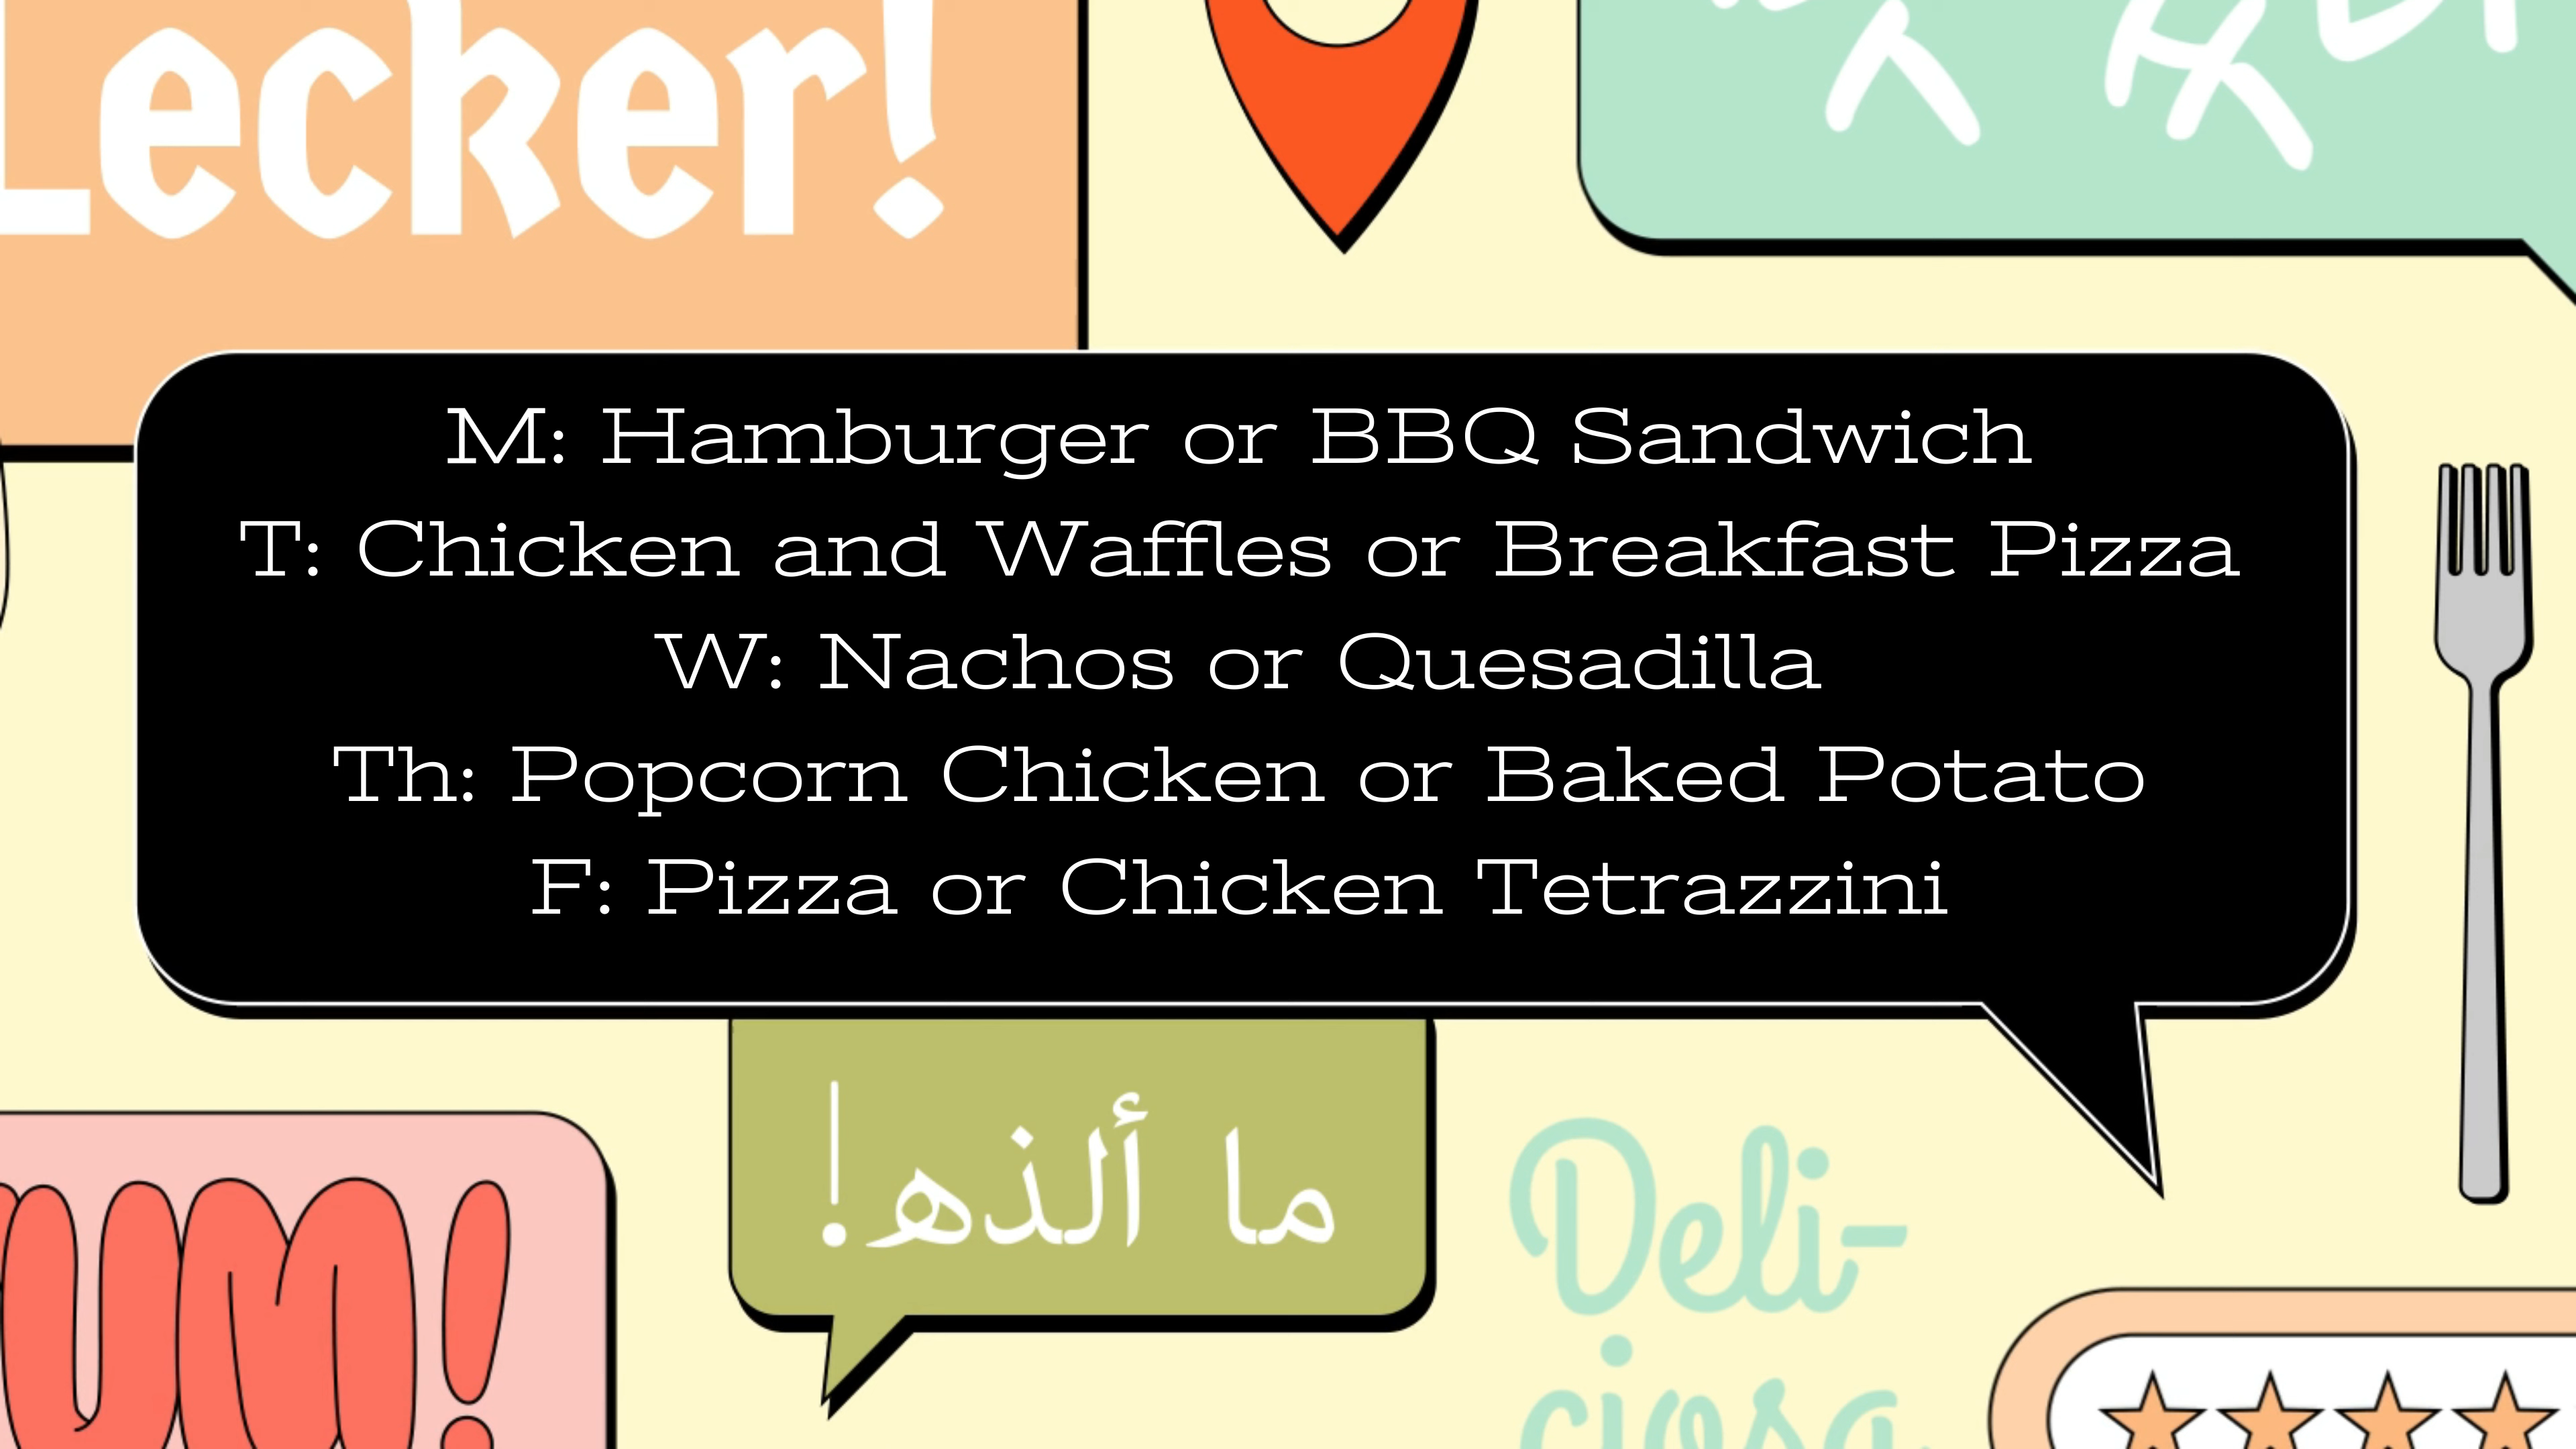 Lecker!
M: Hamburger or BBQ Sandwich
T: Chicken and Waffles or Breakfast Pizza
W: Nachos or Quesadilla
Th: Popcorn Chicken or Baked Potato
F: Pizza or Chicken Tetrazzini
ما ألذه!
Deli-
ciosa